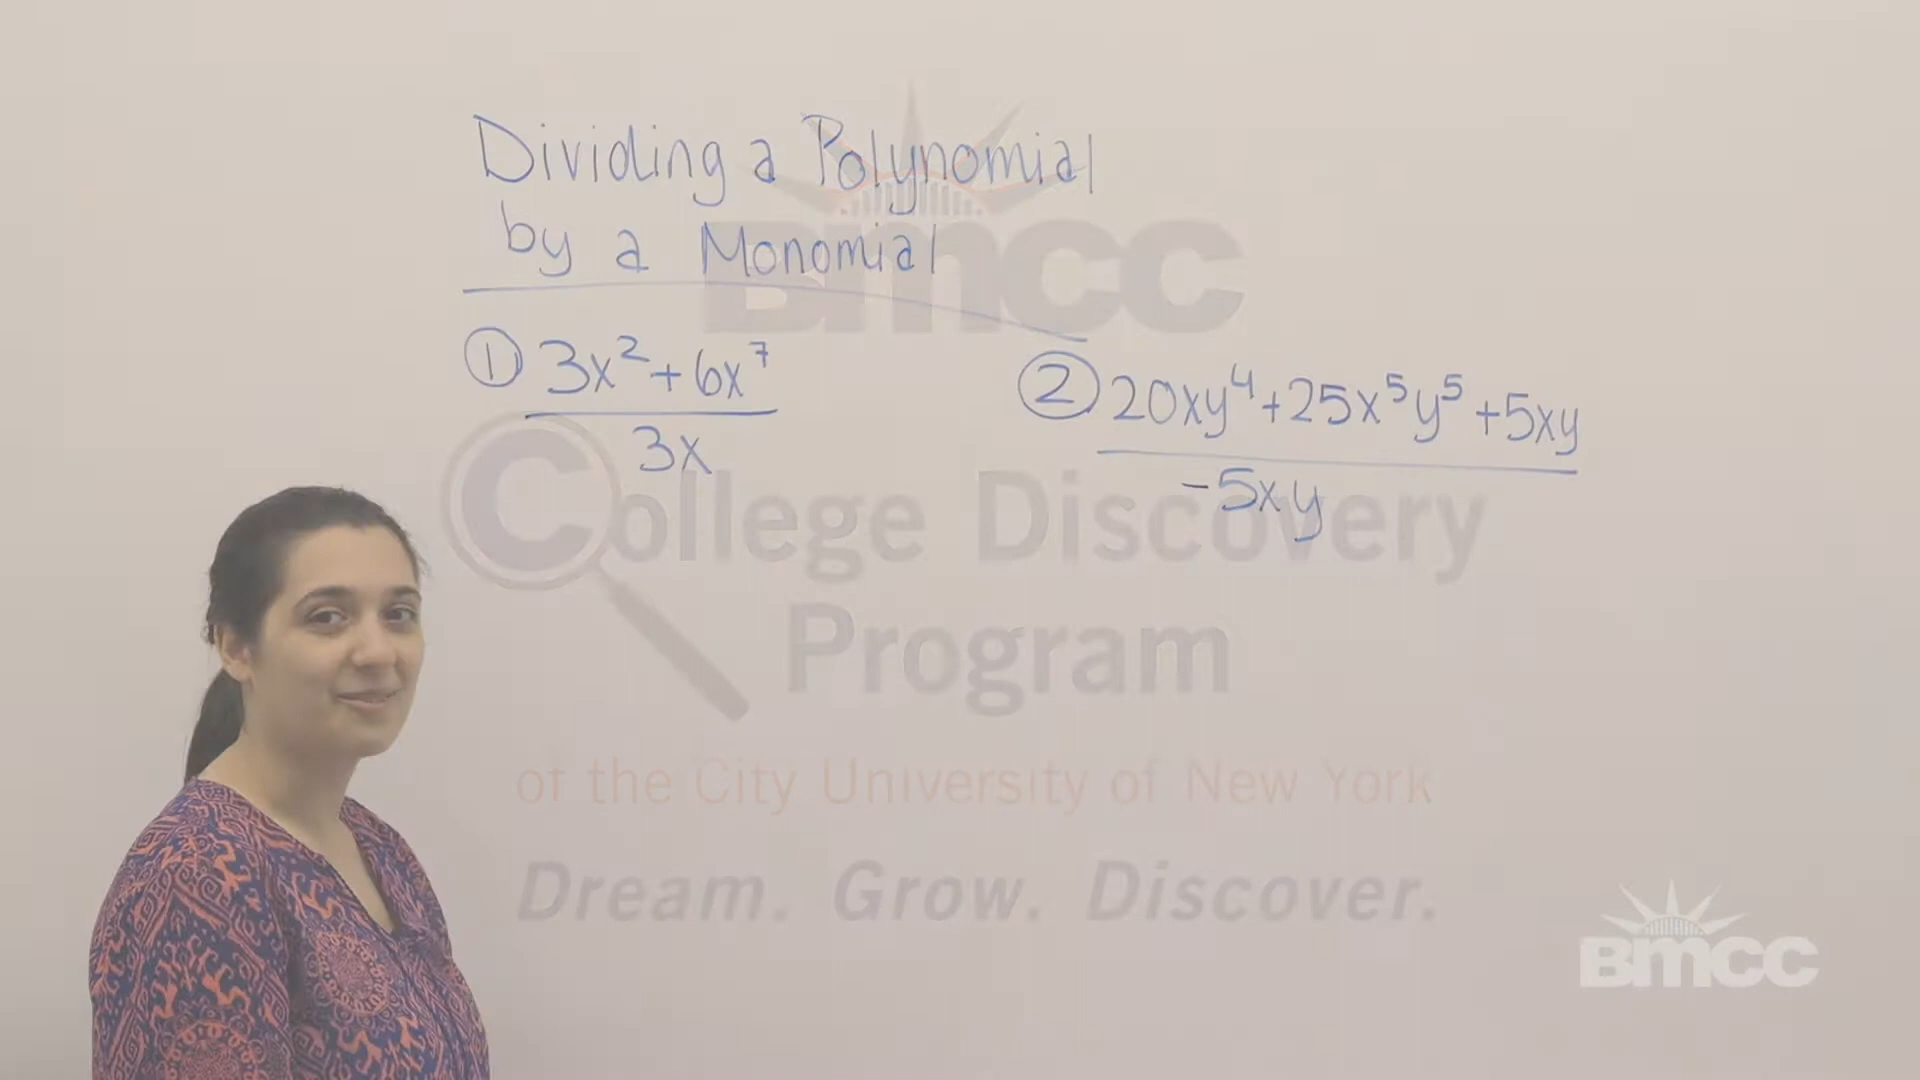 Dividing a Polynomial
by a Monomial
BMCC
① 3x² + 6x⁷
3x
② 20xy⁴+25x⁵y⁵ +5xy
-5xy
College Discovery
Program
of the City University of New York
Dream. Grow. Discover.
BMCC